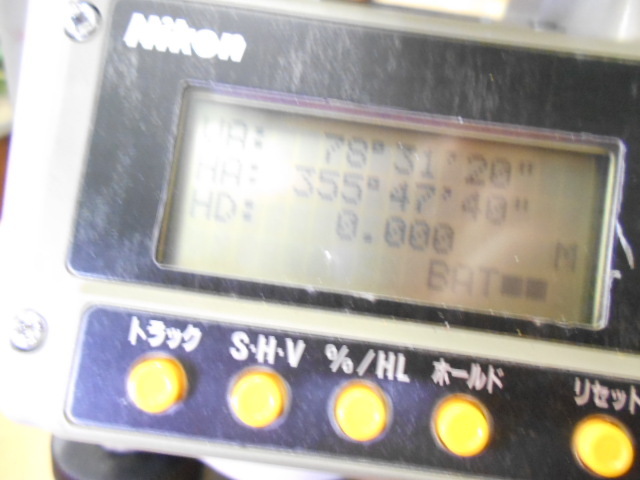 Nikon
VA: 78°31'20"
HA: 355°47'40"
HD: 0.000 M
BAT■■
トラック S·H·V %/HL ホールド リセット